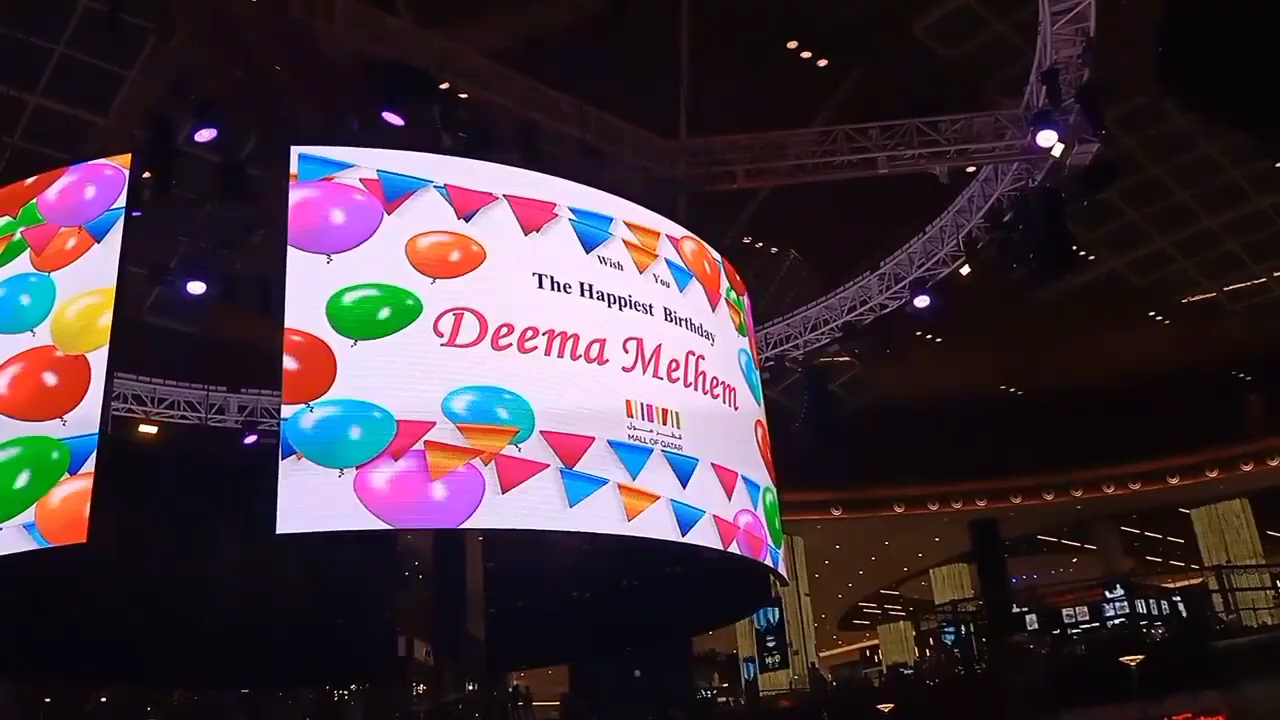 Wish You
The Happiest Birthday
Deema Melhem
قطر مول
MALL OF QATAR